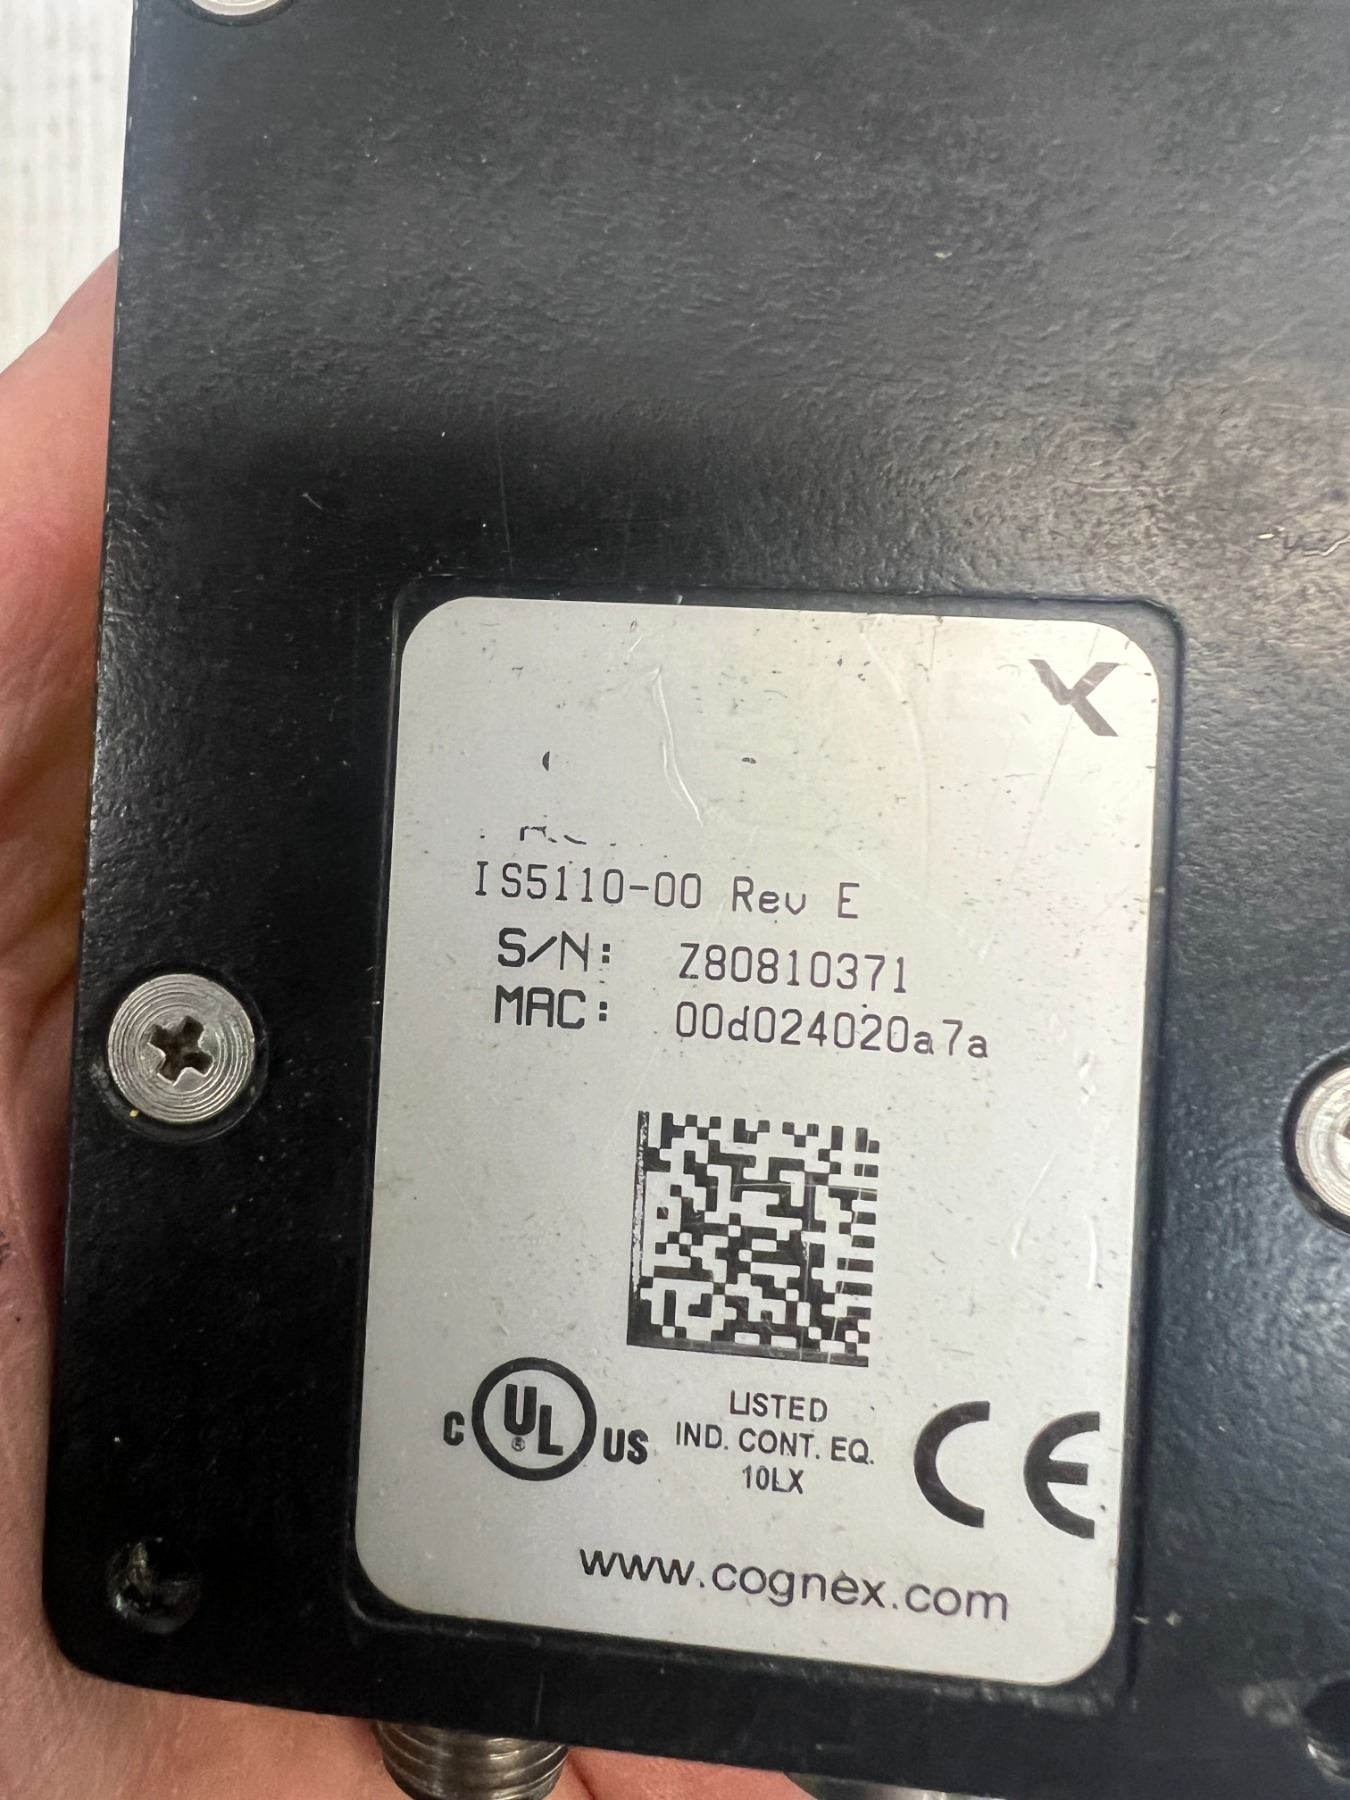 IS5110-00 Rev E
S/N: Z80810371
MAC: 00d024020a7a
C UL® US LISTED
IND. CONT. EQ.
10LX
CE
www.cognex.com